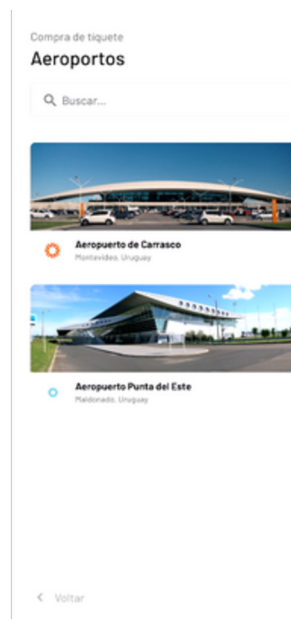 Compra de tiquete
Aeroportos
Buscar...
Aeropuerto de Carrasco
Montevideo, Uruguay
Aeropuerto Punta del Este
Maldonado, Uruguay
Voltar